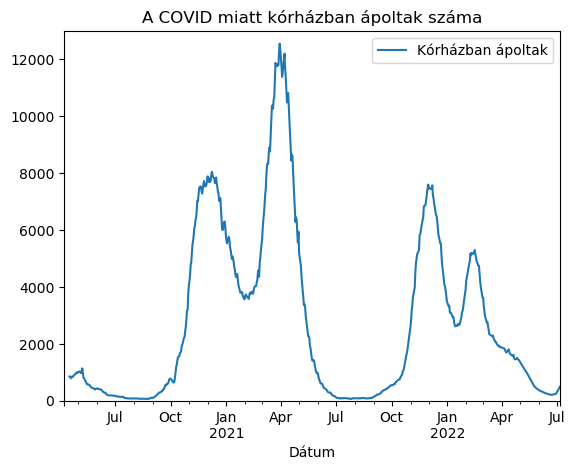 A COVID miatt kórházban ápoltak száma
Kórházban ápoltak
12000
10000
8000
6000
4000
2000
0
Jul Oct Jan Apr Jul Oct Jan Apr Jul
2021 2022
Dátum